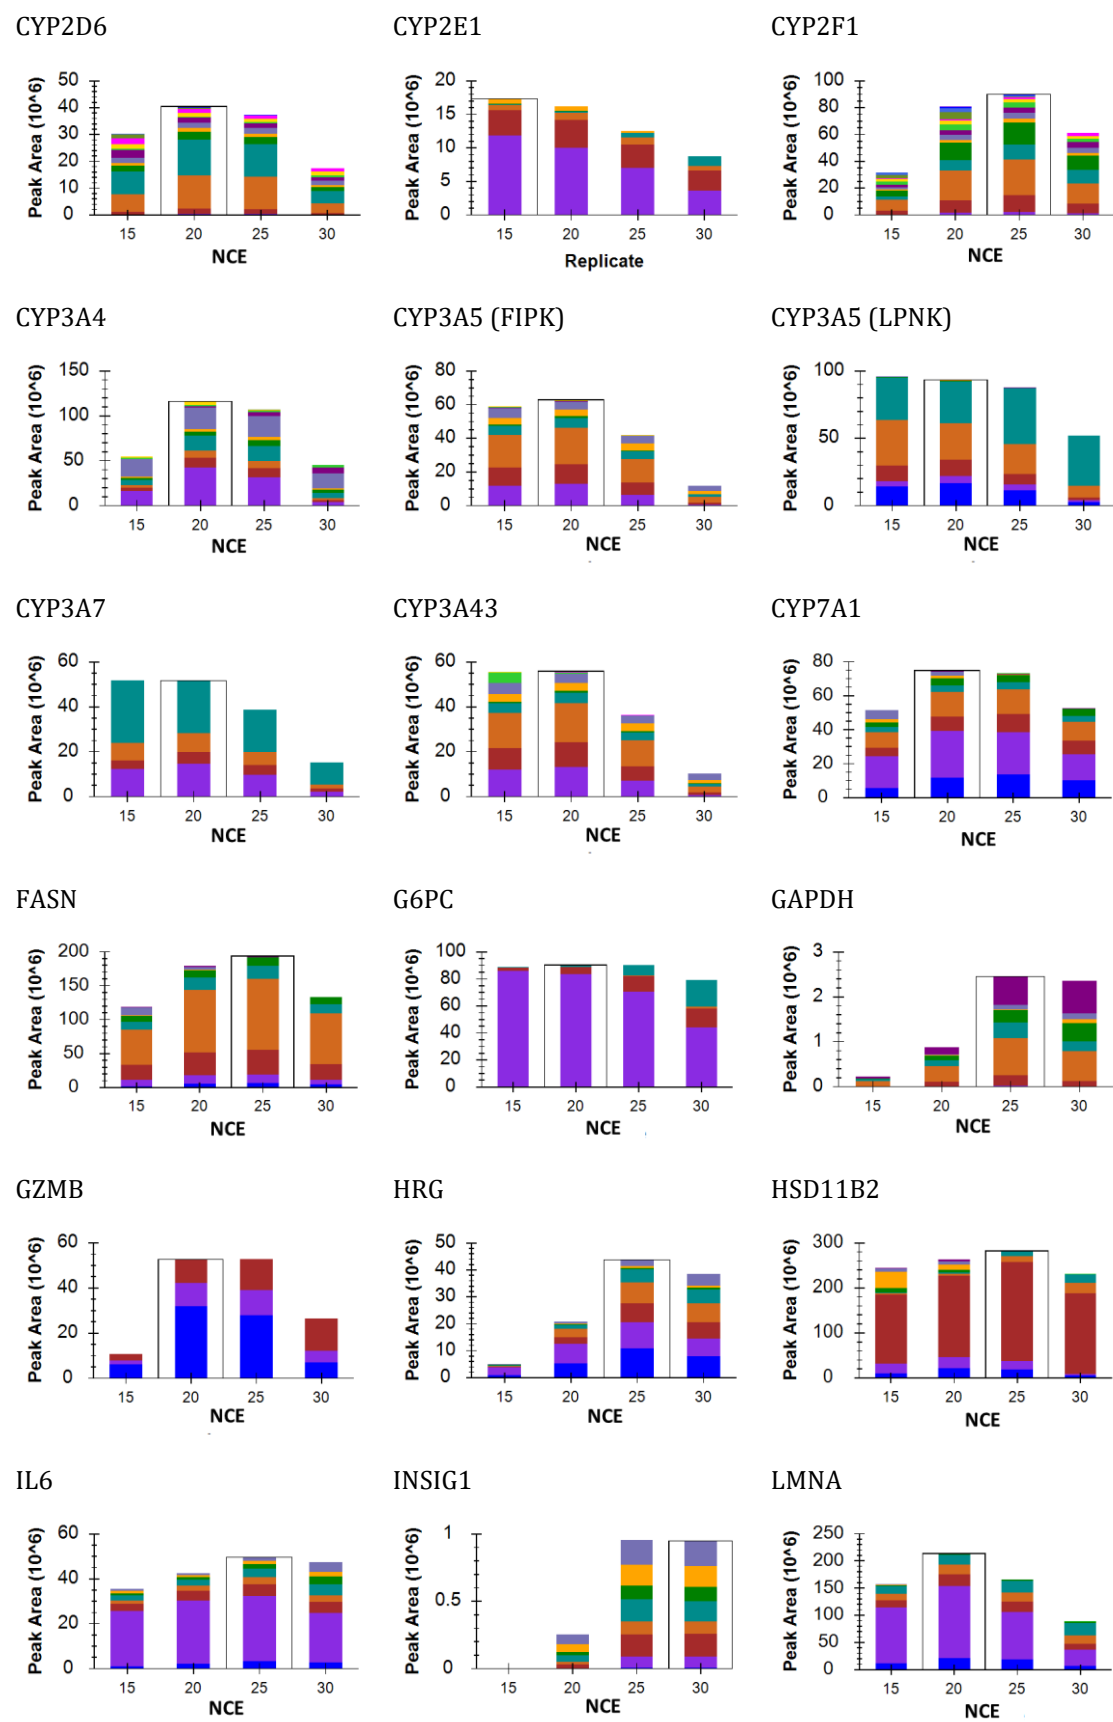 CYP2D6 CYP2E1 CYP2F1
Peak Area (10^6) 50 40 30 20 10 0 15 20 25 30 NCE
Peak Area (10^6) 20 15 10 5 0 15 20 25 30 Replicate
Peak Area (10^6) 100 80 60 40 20 0 15 20 25 30 NCE
CYP3A4 CYP3A5 (FIPK) CYP3A5 (LPNK)
Peak Area (10^6) 150 100 50 0 15 20 25 30 NCE
Peak Area (10^6) 80 60 40 20 0 15 20 25 30 NCE
Peak Area (10^6) 100 50 0 15 20 25 30 NCE
CYP3A7 CYP3A43 CYP7A1
Peak Area (10^6) 60 40 20 0 15 20 25 30 NCE
Peak Area (10^6) 60 40 20 0 15 20 25 30 NCE
Peak Area (10^6) 80 60 40 20 0 15 20 25 30 NCE
FASN G6PC GAPDH
Peak Area (10^6) 200 150 100 50 0 15 20 25 30 NCE
Peak Area (10^6) 100 80 60 40 20 0 15 20 25 30 NCE
Peak Area (10^6) 3 2 1 0 15 20 25 30 NCE
GZMB HRG HSD11B2
Peak Area (10^6) 60 40 20 0 15 20 25 30 NCE
Peak Area (10^6) 50 40 30 20 10 0 15 20 25 30 NCE
Peak Area (10^6) 300 200 100 0 15 20 25 30 NCE
IL6 INSIG1 LMNA
Peak Area (10^6) 60 40 20 0 15 20 25 30 NCE
Peak Area (10^6) 1 0.5 0 15 20 25 30 NCE
Peak Area (10^6) 250 200 150 100 50 0 15 20 25 30 NCE